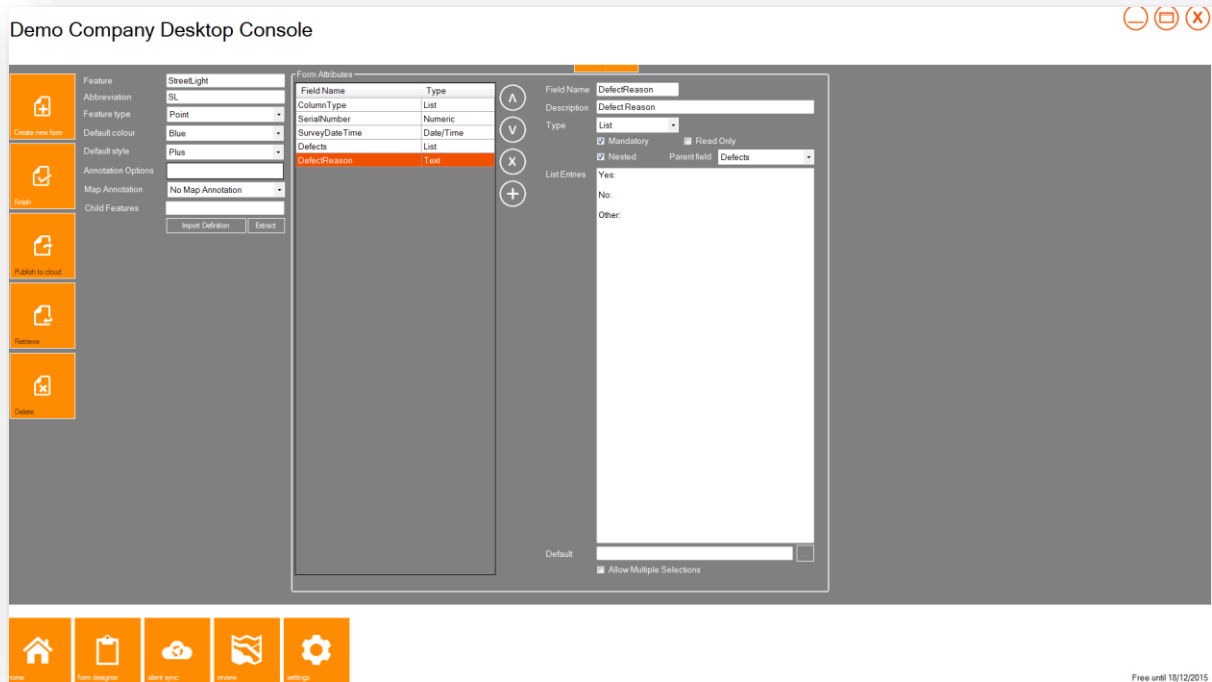 Demo Company Desktop Console
Create new form
Finish
Publish to cloud
Retrieve
Delete
Feature StreetLight
Abbreviation SL
Feature type Point
Default colour Blue
Default style Plus
Annotation Options
Map Annotation No Map Annotation
Child Features
Import Definition Extract
Form Attributes
Field Name Type
ColumnType List
SerialNumber Numeric
SurveyDateTime Date/Time
Defects List
DefectReason Text
Field Name DefectReason
Description Defect Reason
Type List
Mandatory Read Only
Nested Parent field Defects
List Entries Yes:
No:
Other:
Default ..
Allow Multiple Selections
home form designer silent sync review settings
Free until 18/12/2015